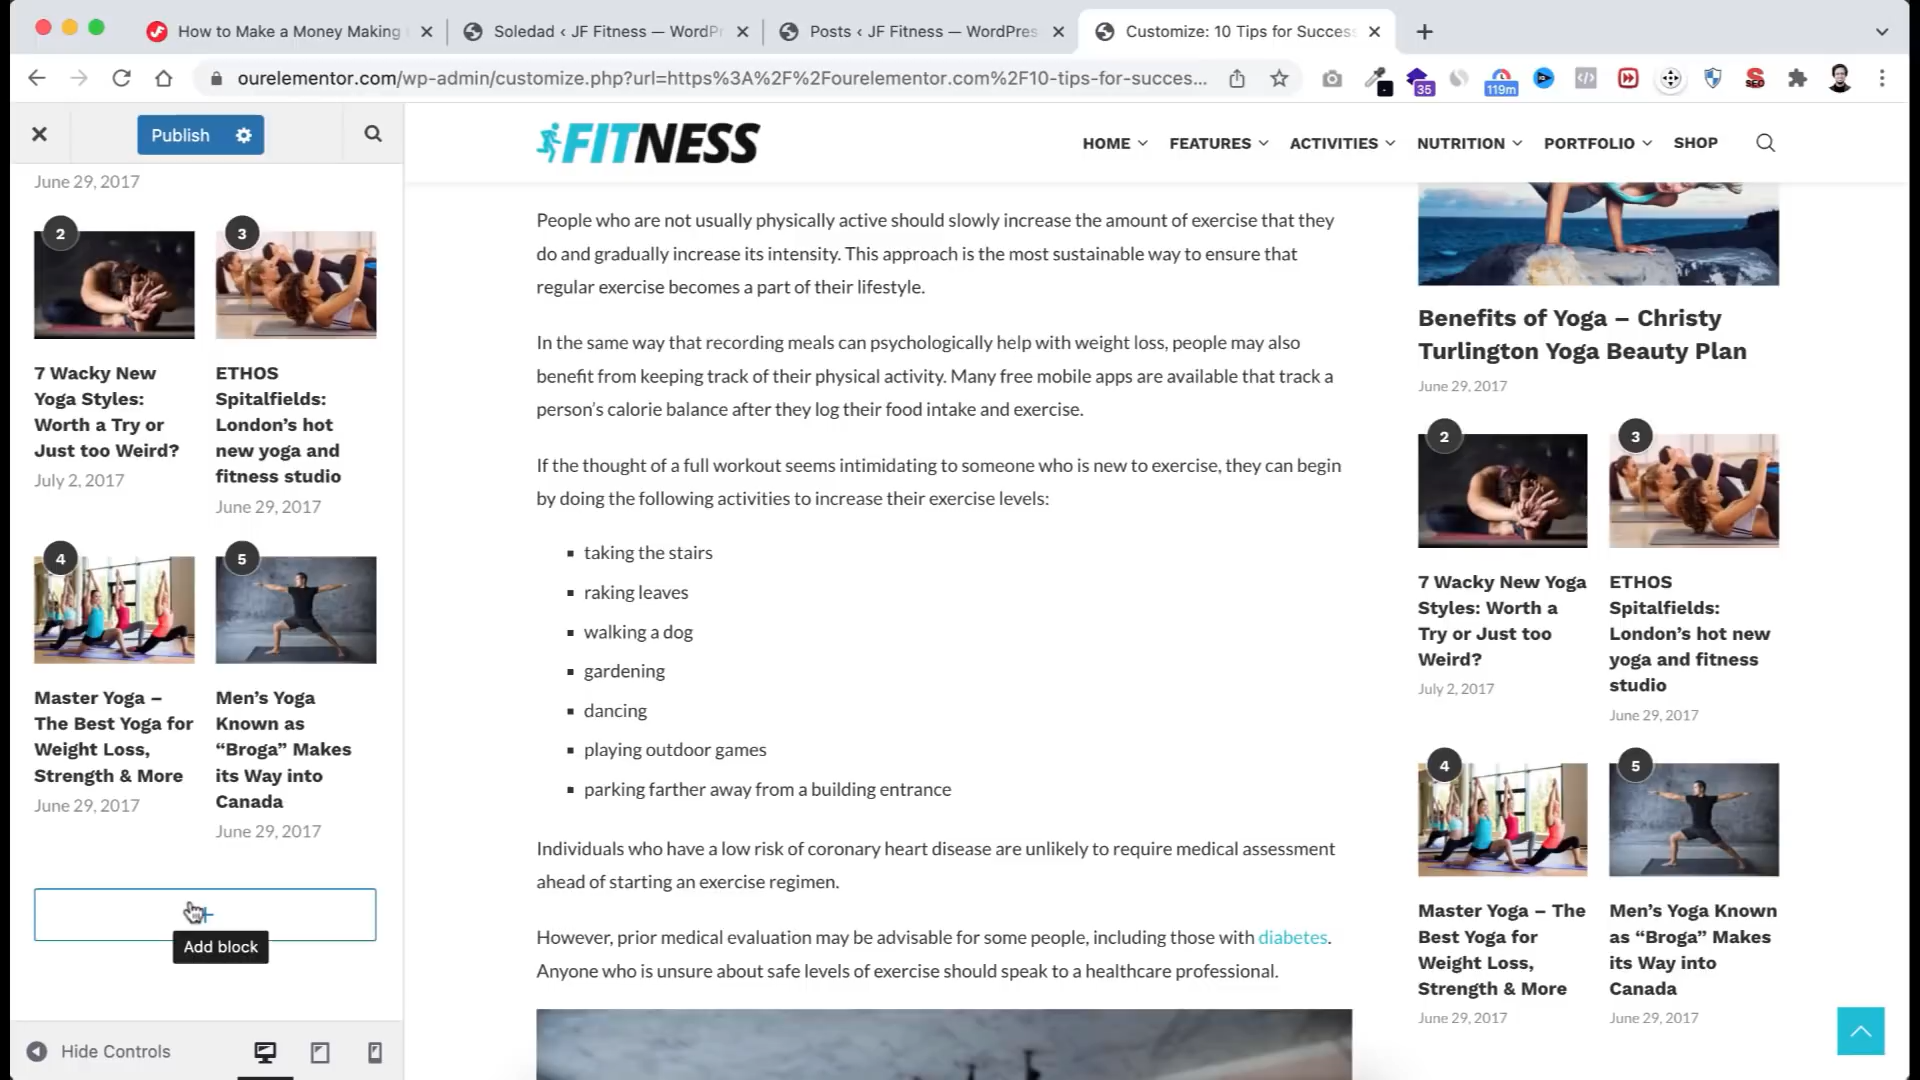 How to Make a Money Making
Soledad ‹ JF Fitness — WordPr
Posts ‹ JF Fitness — WordPres
Customize: 10 Tips for Succes
ourelementor.com/wp-admin/customize.php?url=https%3A%2F%2Fourelementor.com%2F10-tips-for-succes...
35
119m
SEO
Publish
FITNESS
HOME
FEATURES
ACTIVITIES
NUTRITION
PORTFOLIO
SHOP
June 29, 2017
2
3
7 Wacky New
Yoga Styles:
Worth a Try or
Just too Weird?
July 2, 2017
ETHOS
Spitalfields:
London’s hot
new yoga and
fitness studio
June 29, 2017
4
5
Master Yoga –
The Best Yoga for
Weight Loss,
Strength & More
June 29, 2017
Men’s Yoga
Known as
“Broga” Makes
its Way into
Canada
June 29, 2017
Add block
Hide Controls
People who are not usually physically active should slowly increase the amount of exercise that they
do and gradually increase its intensity. This approach is the most sustainable way to ensure that
regular exercise becomes a part of their lifestyle.
In the same way that recording meals can psychologically help with weight loss, people may also
benefit from keeping track of their physical activity. Many free mobile apps are available that track a
person’s calorie balance after they log their food intake and exercise.
If the thought of a full workout seems intimidating to someone who is new to exercise, they can begin
by doing the following activities to increase their exercise levels:
▪ taking the stairs
▪ raking leaves
▪ walking a dog
▪ gardening
▪ dancing
▪ playing outdoor games
▪ parking farther away from a building entrance
Individuals who have a low risk of coronary heart disease are unlikely to require medical assessment
ahead of starting an exercise regimen.
However, prior medical evaluation may be advisable for some people, including those with diabetes.
Anyone who is unsure about safe levels of exercise should speak to a healthcare professional.
Benefits of Yoga – Christy
Turlington Yoga Beauty Plan
June 29, 2017
2
3
7 Wacky New Yoga
Styles: Worth a
Try or Just too
Weird?
July 2, 2017
ETHOS
Spitalfields:
London’s hot new
yoga and fitness
studio
June 29, 2017
4
5
Master Yoga – The
Best Yoga for
Weight Loss,
Strength & More
June 29, 2017
Men’s Yoga Known
as “Broga” Makes
its Way into
Canada
June 29, 2017